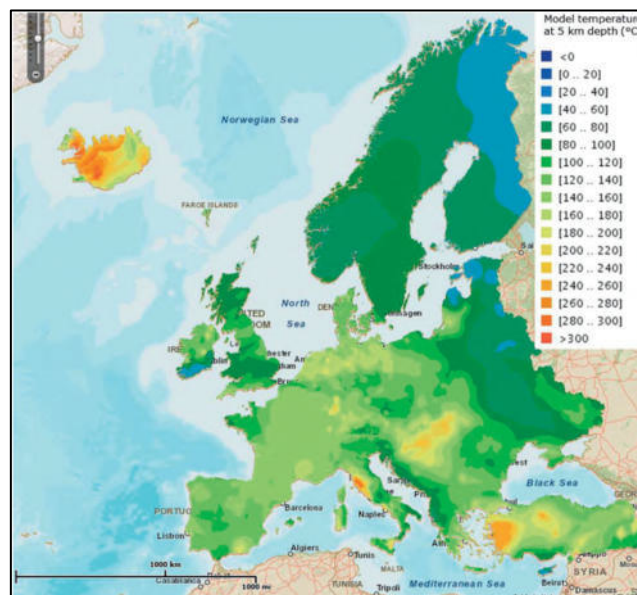 Model temperature
at 5 km depth (°C)
<0
[0 .. 20]
[20 .. 40]
[40 .. 60]
[60 .. 80]
[80 .. 100]
[100 .. 120]
[120 .. 140]
[140 .. 160]
[160 .. 180]
[180 .. 200]
[200 .. 220]
[220 .. 240]
[240 .. 260]
[260 .. 280]
[280 .. 300]
>300
Norwegian Sea
FAROE ISLANDS
Stockholm
North
Sea
Black Sea
Barcelona
Naples
Lisbon
Algiers
Tunis
MALTA
SYRIA
1000 km
Casablanca
TUNISIA
Tripoli
Mediterranean Sea
Beirut
Damascus